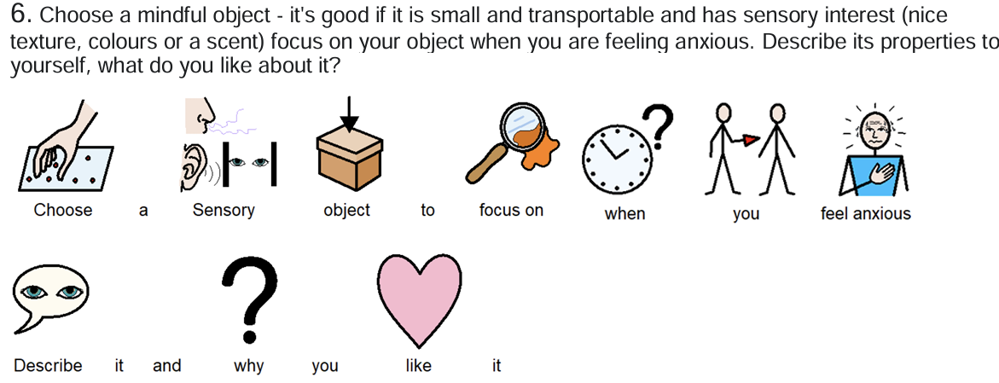 6. Choose a mindful object - it's good if it is small and transportable and has sensory interest (nice
texture, colours or a scent) focus on your object when you are feeling anxious. Describe its properties to
yourself, what do you like about it?
?
Choose a Sensory object to focus on when you feel anxious
?
Describe it and why you like it